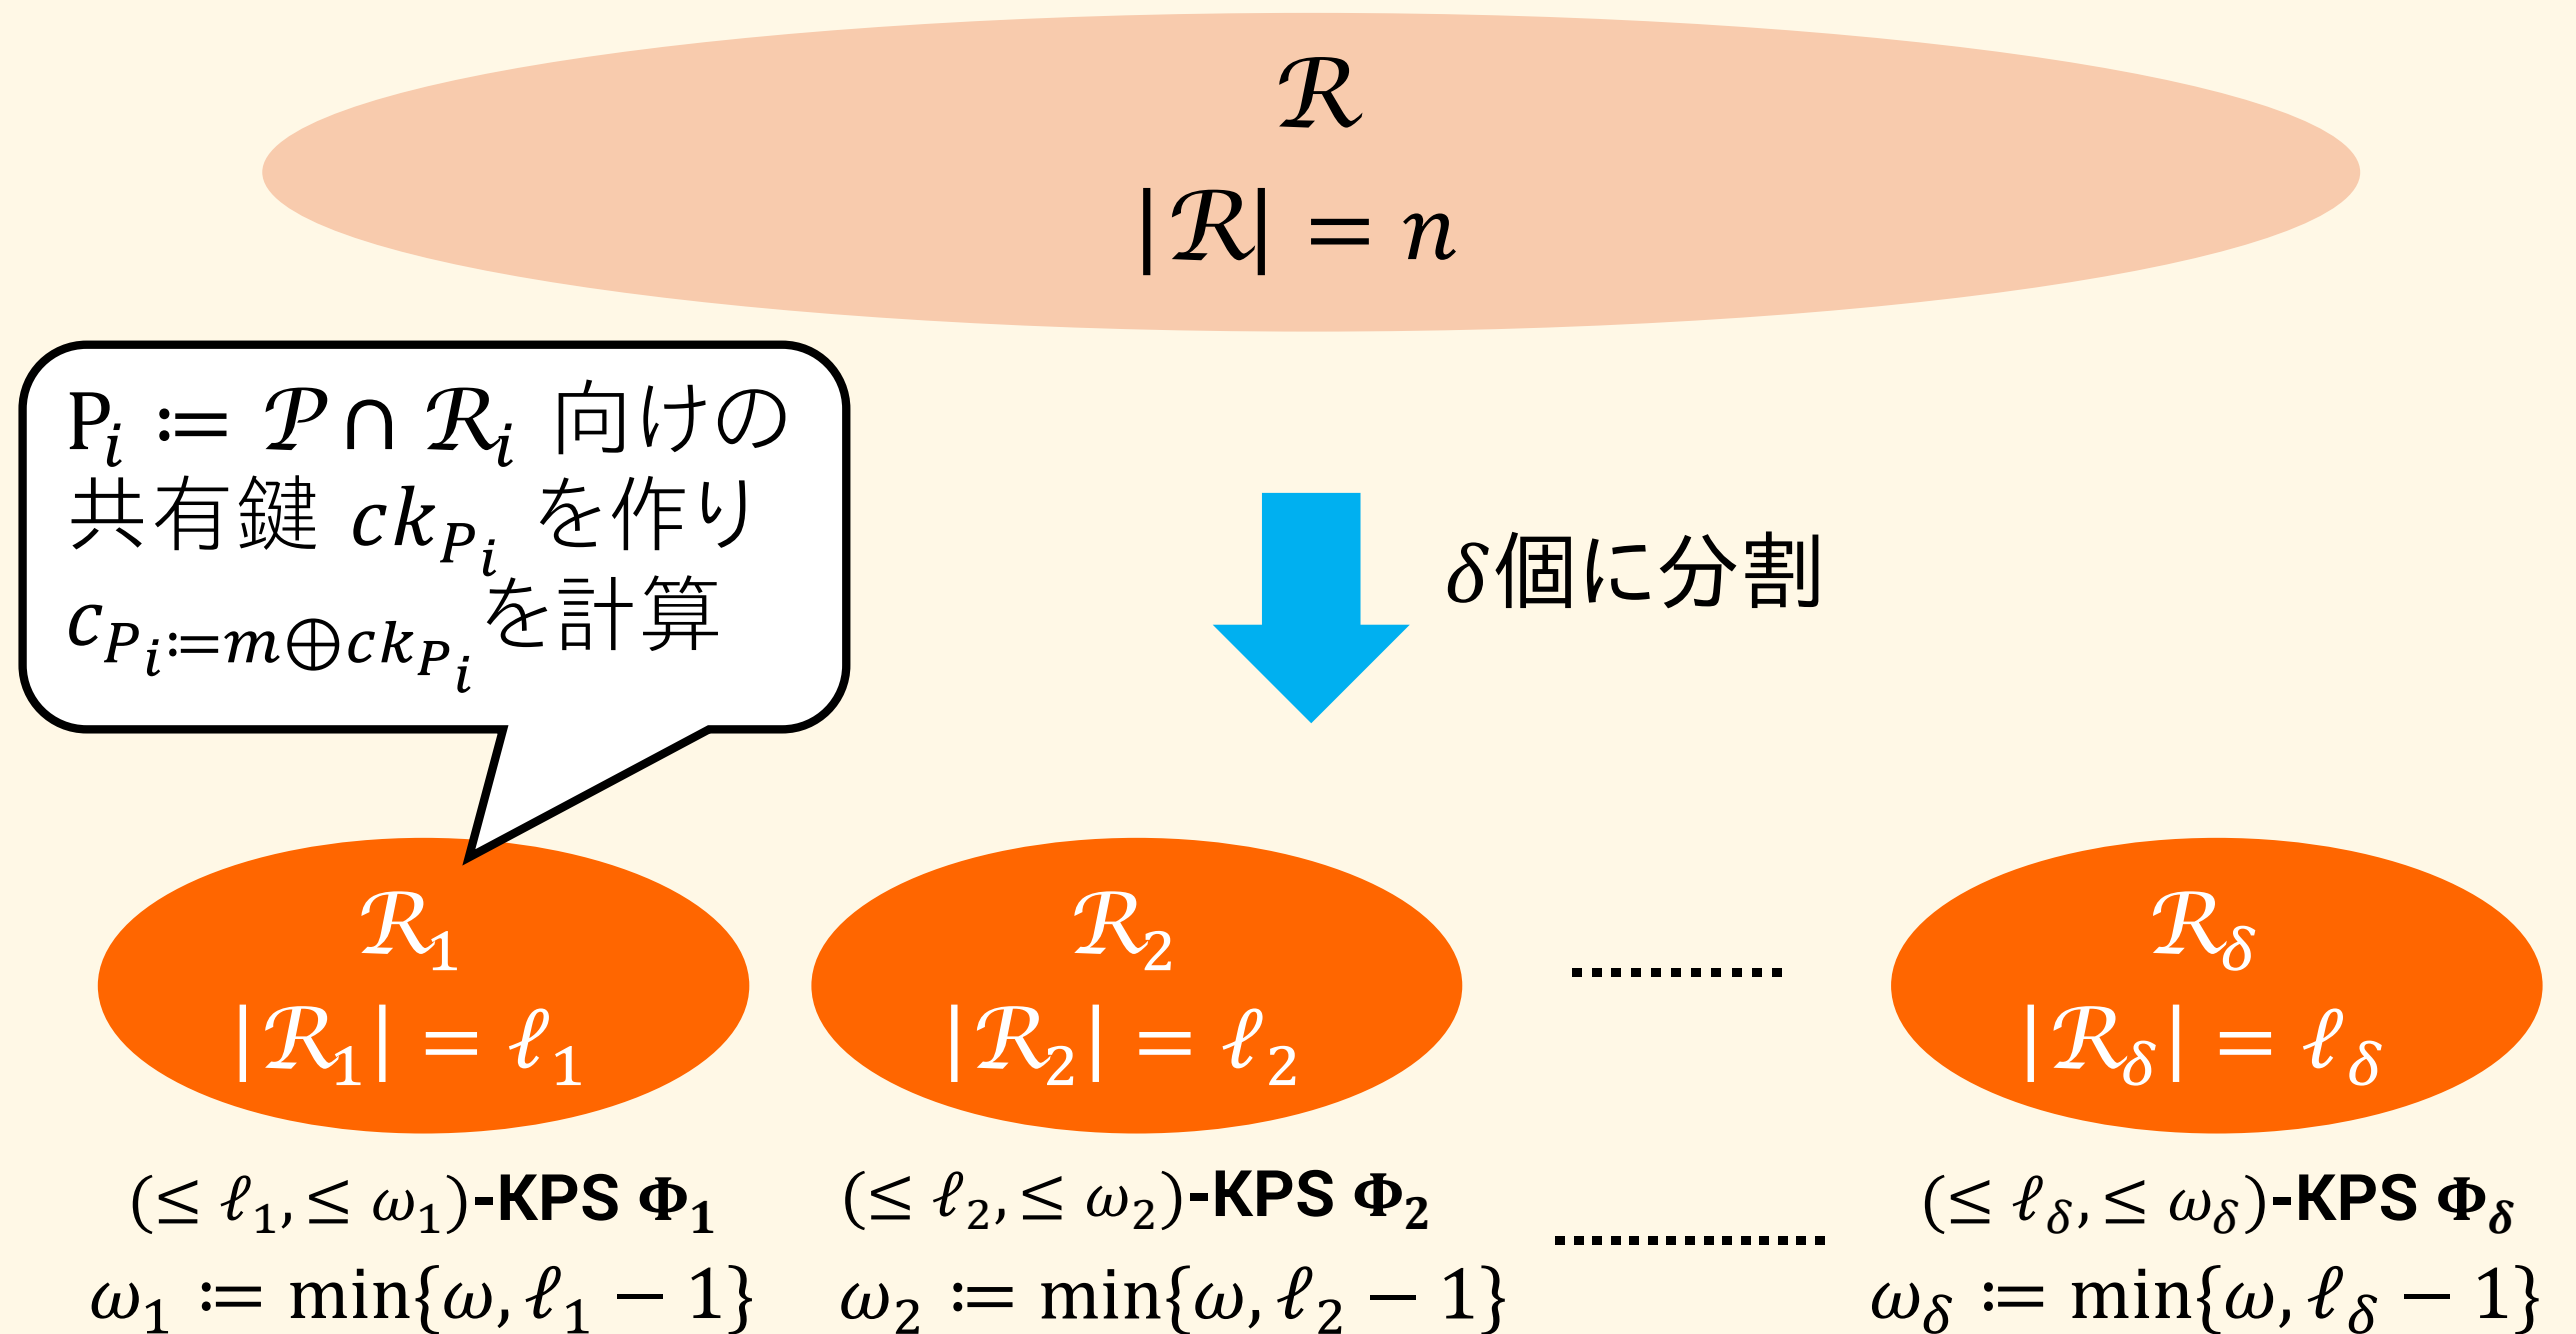 ℛ
|ℛ| = n
P_i ≔ 𝒫 ∩ ℛ_i 向けの
共有鍵 ck_{P_i} を作り
c_{P_i≔m⊕ck_{P_i}} を計算
δ個に分割
ℛ_1
|ℛ_1| = ℓ_1
ℛ_2
|ℛ_2| = ℓ_2
ℛ_δ
|ℛ_δ| = ℓ_δ
(≤ ℓ_1, ≤ ω_1)-KPS Φ_1
ω_1 ≔ min{ω, ℓ_1 − 1}
(≤ ℓ_2, ≤ ω_2)-KPS Φ_2
ω_2 ≔ min{ω, ℓ_2 − 1}
(≤ ℓ_δ, ≤ ω_δ)-KPS Φ_δ
ω_δ ≔ min{ω, ℓ_δ − 1}